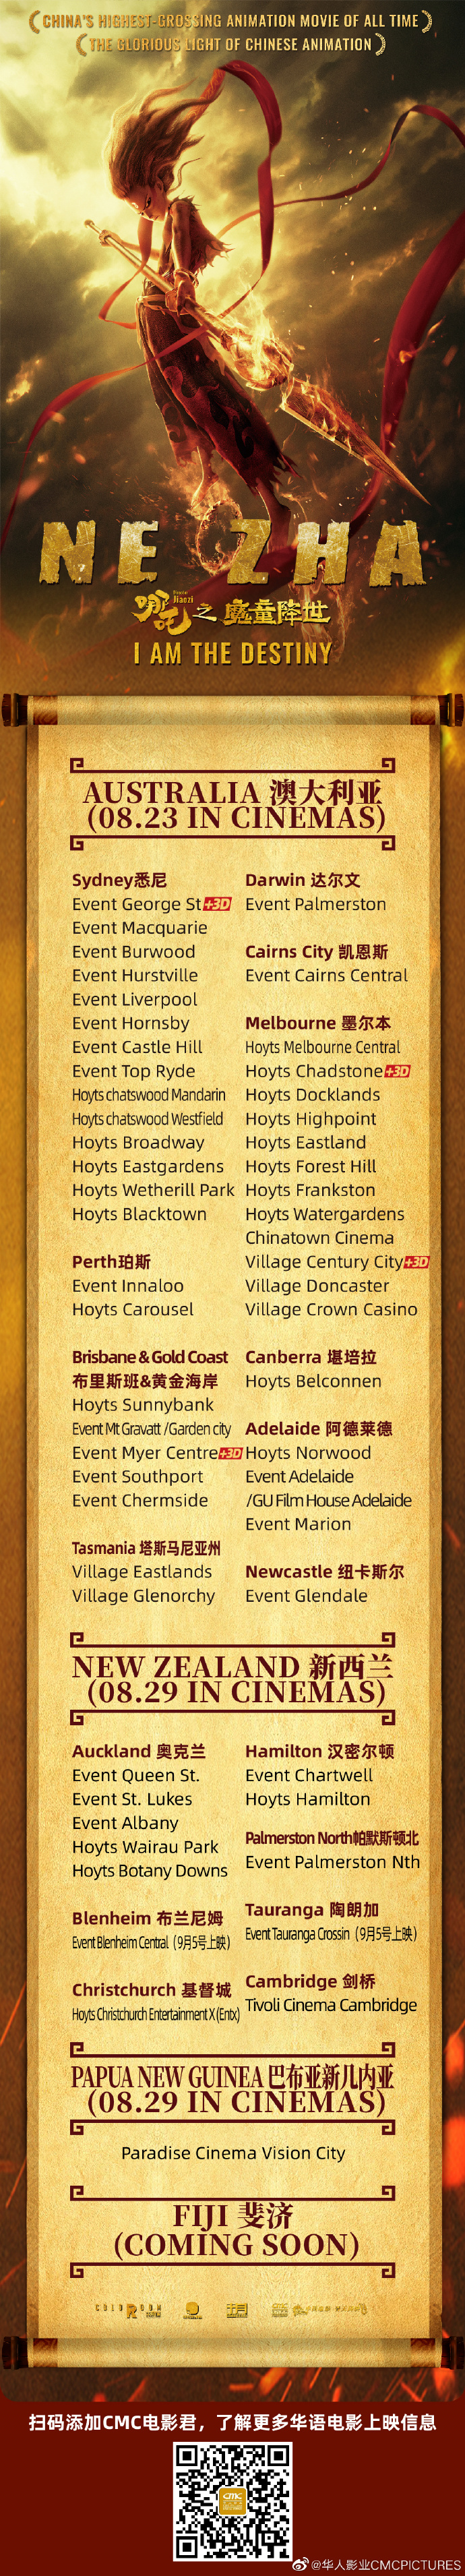 CHINA'S HIGHEST-GROSSING ANIMATION MOVIE OF ALL TIME
THE GLORIOUS LIGHT OF CHINESE ANIMATION
NE ZHA
Director Jiaozi
哪吒之魔童降世
I AM THE DESTINY
AUSTRALIA 澳大利亚
(08.23 IN CINEMAS)
Sydney悉尼
Event George St +3D
Event Macquarie
Event Burwood
Event Hurstville
Event Liverpool
Event Hornsby
Event Castle Hill
Event Top Ryde
Hoyts chatswood Mandarin
Hoyts chatswood Westfield
Hoyts Broadway
Hoyts Eastgardens
Hoyts Wetherill Park
Hoyts Blacktown
Perth珀斯
Event Innaloo
Hoyts Carousel
Brisbane & Gold Coast
布里斯班&黄金海岸
Hoyts Sunnybank
Event Mt Gravatt /Garden city
Event Myer Centre +3D
Event Southport
Event Chermside
Tasmania 塔斯马尼亚州
Village Eastlands
Village Glenorchy
Darwin 达尔文
Event Palmerston
Cairns City 凯恩斯
Event Cairns Central
Melbourne 墨尔本
Hoyts Melbourne Central
Hoyts Chadstone +3D
Hoyts Docklands
Hoyts Highpoint
Hoyts Eastland
Hoyts Forest Hill
Hoyts Frankston
Hoyts Watergardens
Chinatown Cinema
Village Century City +3D
Village Doncaster
Village Crown Casino
Canberra 堪培拉
Hoyts Belconnen
Adelaide 阿德莱德
Hoyts Norwood
Event Adelaide
/GU Film House Adelaide
Event Marion
Newcastle 纽卡斯尔
Event Glendale
NEW ZEALAND 新西兰
(08.29 IN CINEMAS)
Auckland 奥克兰
Event Queen St.
Event St. Lukes
Event Albany
Hoyts Wairau Park
Hoyts Botany Downs
Blenheim 布兰尼姆
Event Blenheim Central（9月5号上映）
Christchurch 基督城
Hoyts Christchurch Entertainment X (Entx)
Hamilton 汉密尔顿
Event Chartwell
Hoyts Hamilton
Palmerston North帕默斯顿北
Event Palmerston Nth
Tauranga 陶朗加
Event Tauranga Crossin（9月5号上映）
Cambridge 剑桥
Tivoli Cinema Cambridge
PAPUA NEW GUINEA 巴布亚新几内亚
(08.29 IN CINEMAS)
Paradise Cinema Vision City
FIJI 斐济
(COMING SOON)
COLOROOM
扫码添加CMC电影君，了解更多华语电影上映信息
CMC
@华人影业CMCPICTURES